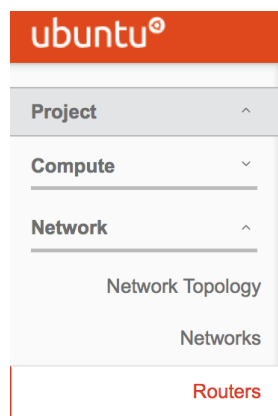 ubuntu
Project
Compute
Network
Network Topology
Networks
Routers